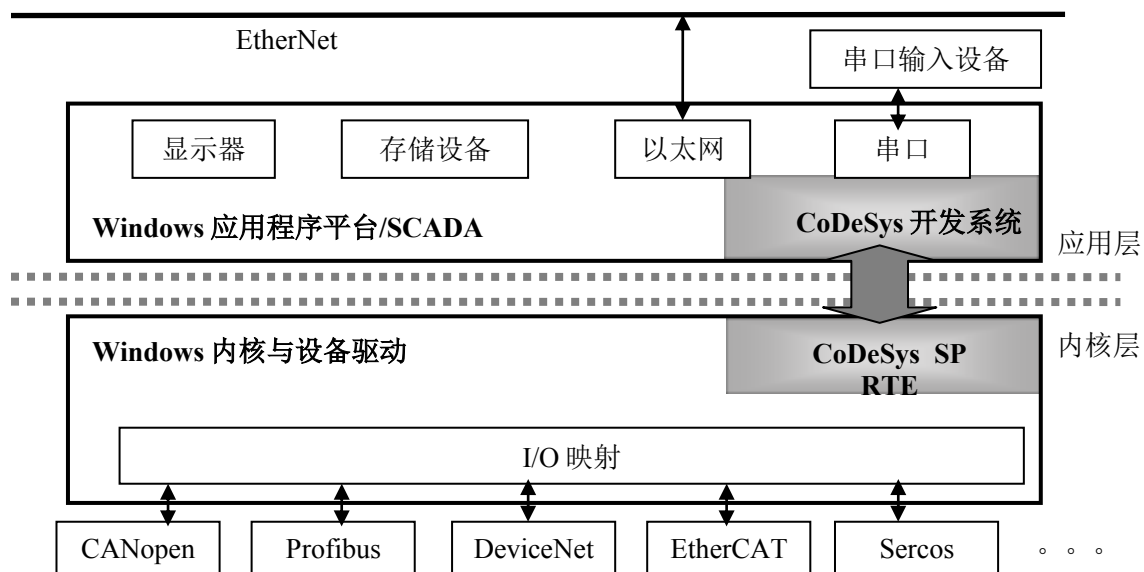 EtherNet
串口输入设备
显示器
存储设备
以太网
串口
Windows 应用程序平台/SCADA
CoDeSys 开发系统
应用层
Windows 内核与设备驱动
CoDeSys SP
RTE
内核层
I/O 映射
CANopen
Profibus
DeviceNet
EtherCAT
Sercos
。。。